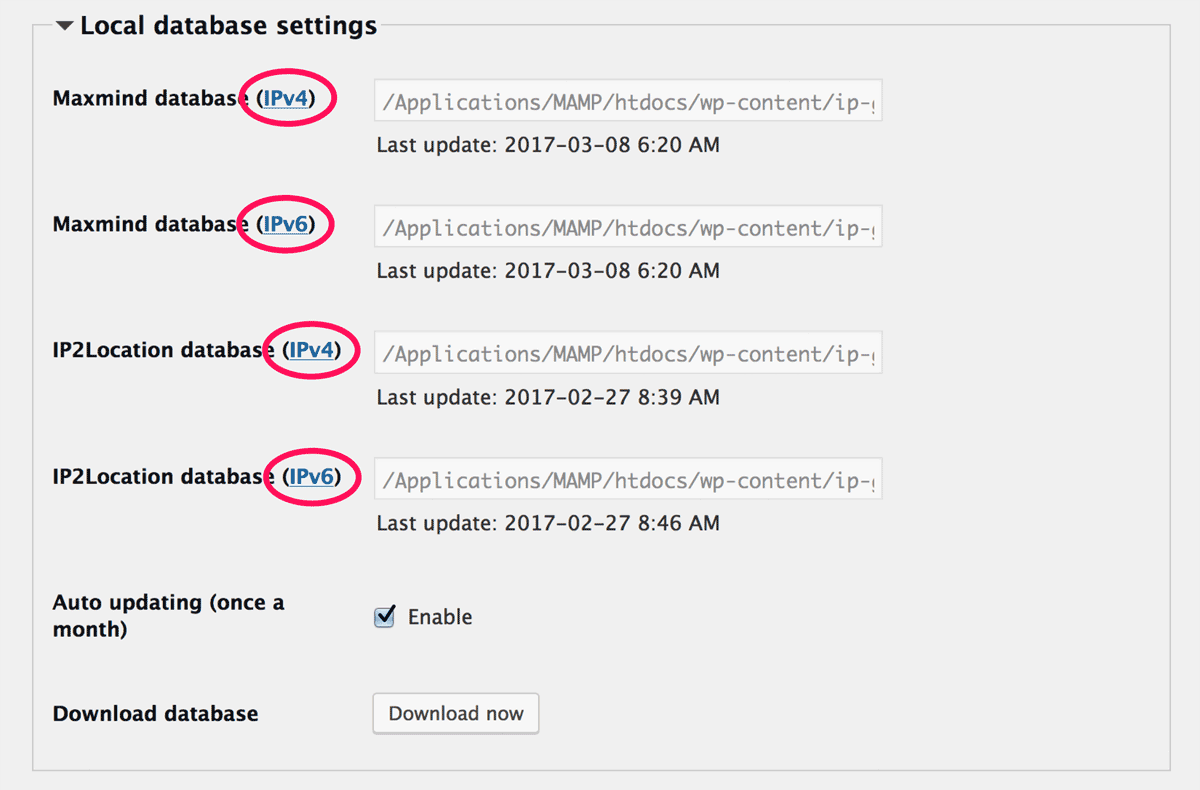 Local database settings
Maxmind database (IPv4)
/Applications/MAMP/htdocs/wp-content/ip-g
Last update: 2017-03-08 6:20 AM
Maxmind database (IPv6)
/Applications/MAMP/htdocs/wp-content/ip-g
Last update: 2017-03-08 6:20 AM
IP2Location database (IPv4)
/Applications/MAMP/htdocs/wp-content/ip-g
Last update: 2017-02-27 8:39 AM
IP2Location database (IPv6)
/Applications/MAMP/htdocs/wp-content/ip-g
Last update: 2017-02-27 8:46 AM
Auto updating (once a
month)
Enable
Download database
Download now